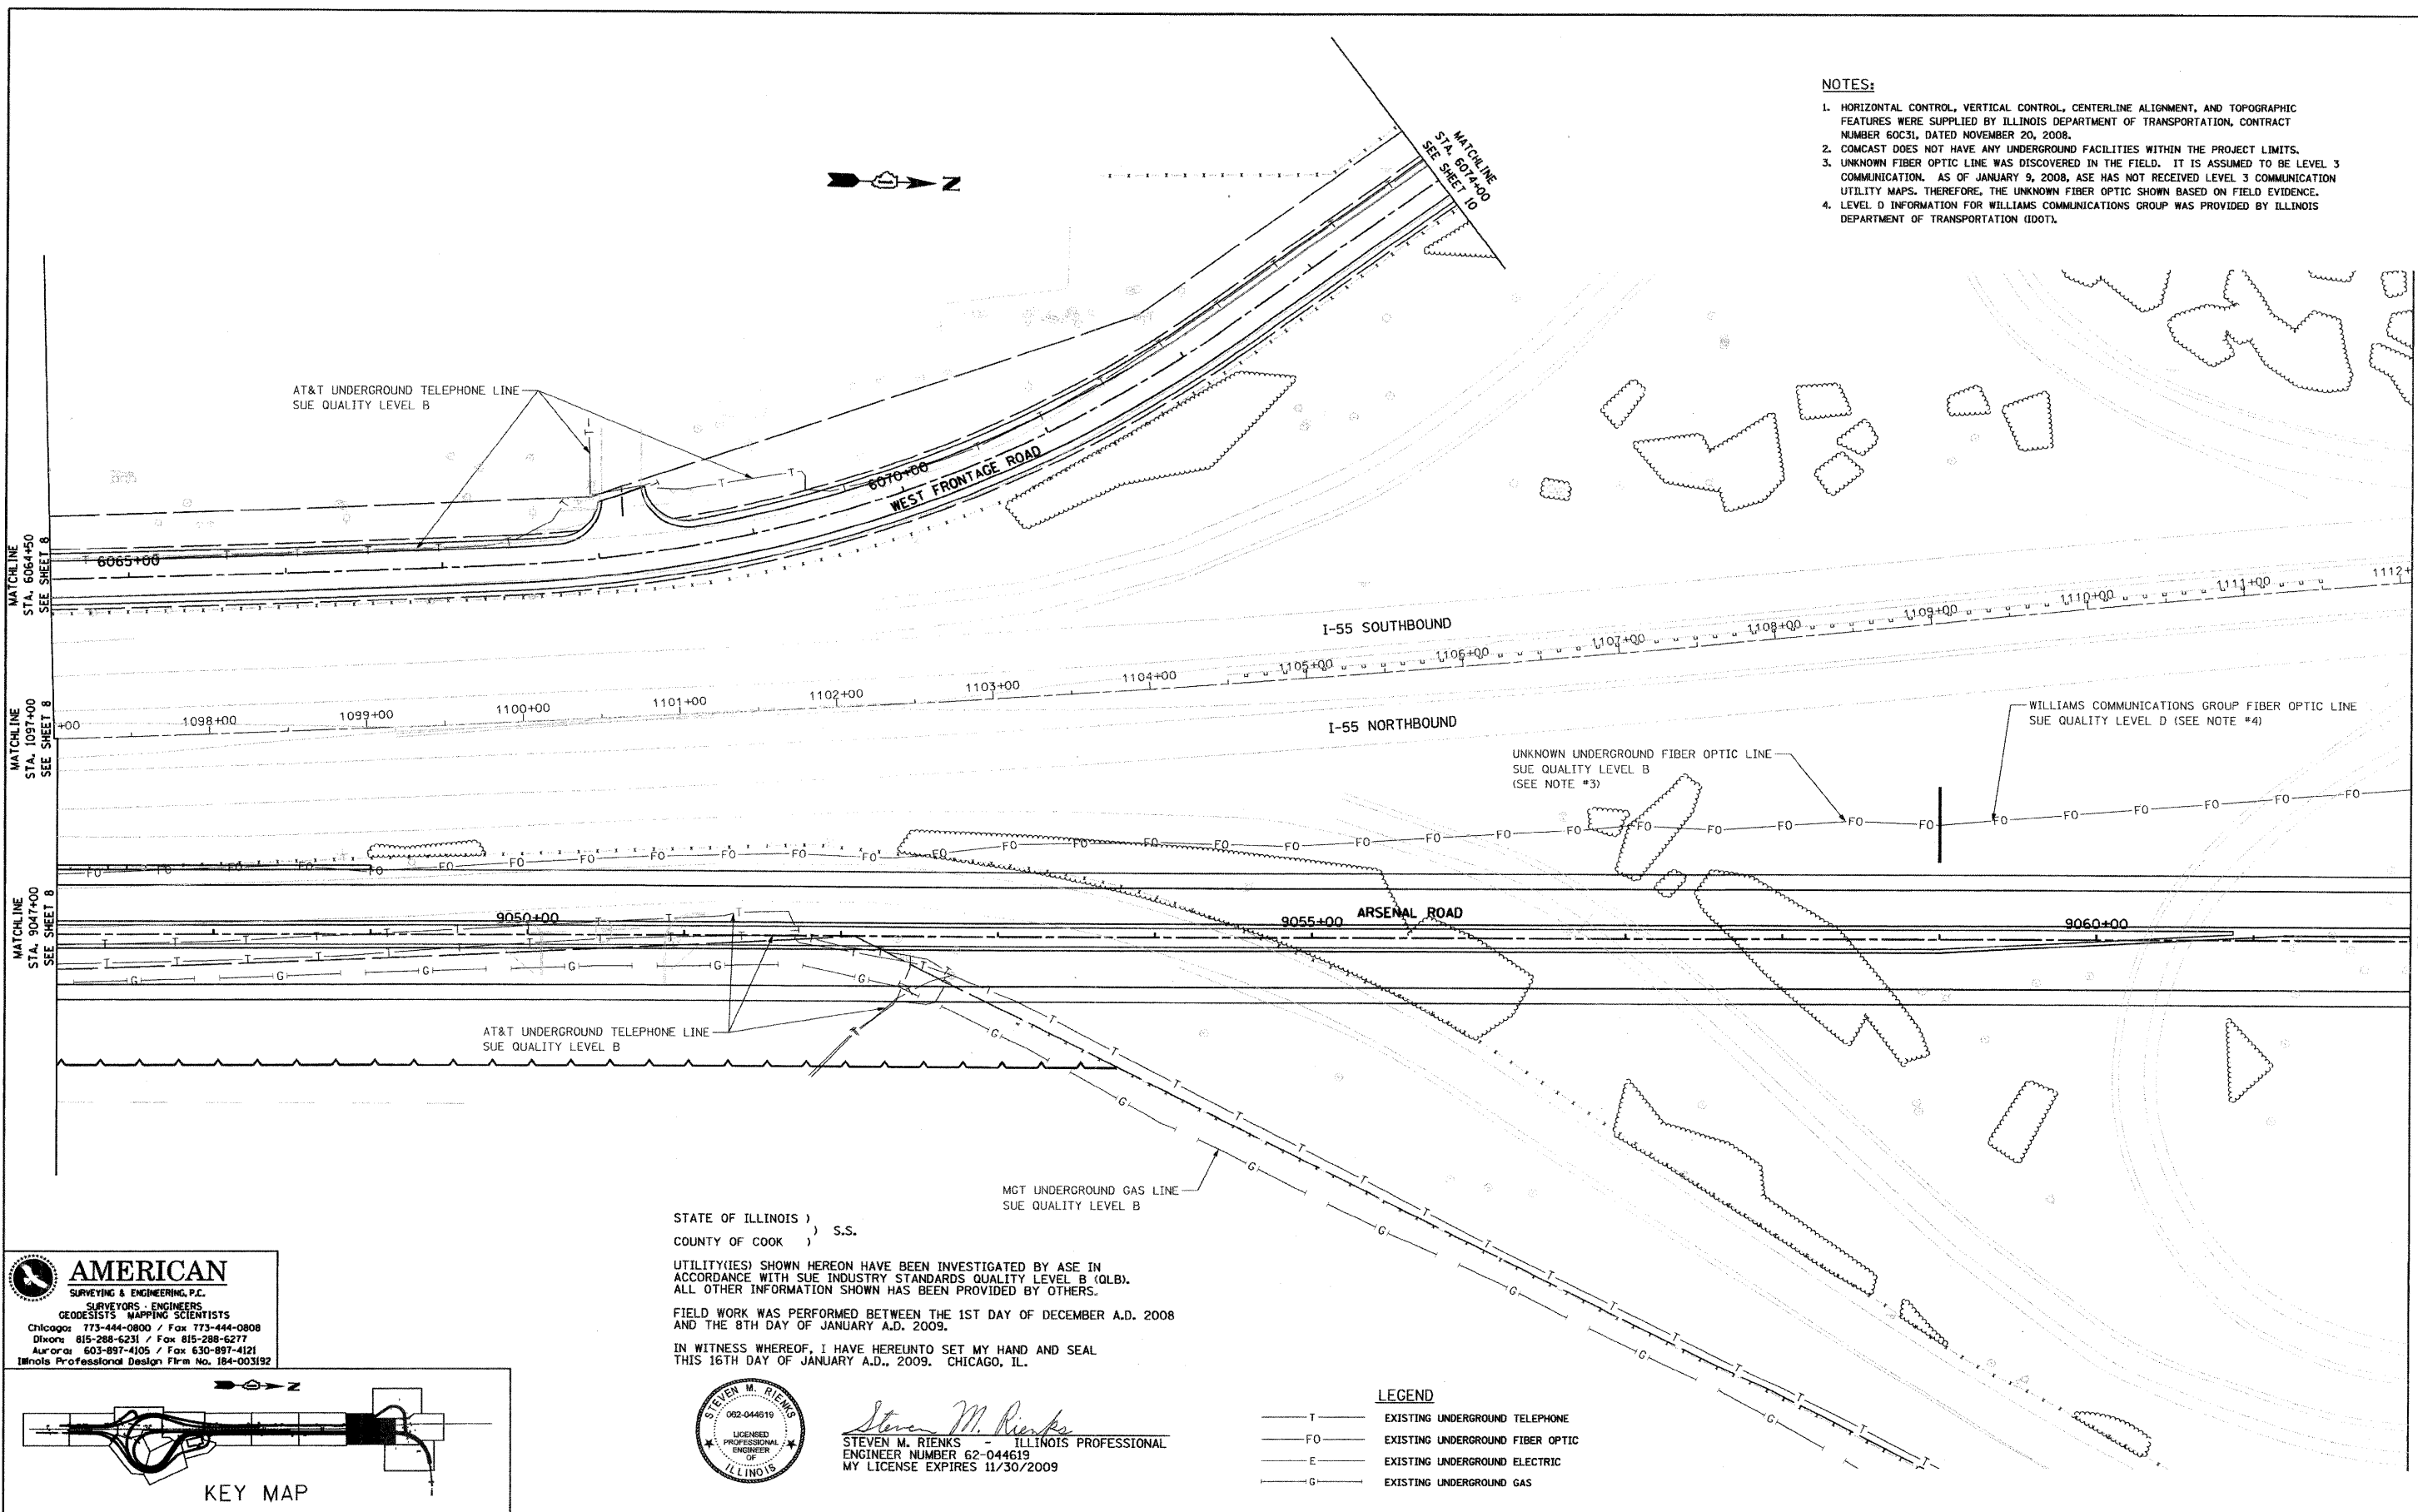 NOTES:
1. HORIZONTAL CONTROL, VERTICAL CONTROL, CENTERLINE ALIGNMENT, AND TOPOGRAPHIC
FEATURES WERE SUPPLIED BY ILLINOIS DEPARTMENT OF TRANSPORTATION, CONTRACT
NUMBER 60C31, DATED NOVEMBER 20, 2008.
2. COMCAST DOES NOT HAVE ANY UNDERGROUND FACILITIES WITHIN THE PROJECT LIMITS.
3. UNKNOWN FIBER OPTIC LINE WAS DISCOVERED IN THE FIELD. IT IS ASSUMED TO BE LEVEL 3
COMMUNICATION. AS OF JANUARY 9, 2008, ASE HAS NOT RECEIVED LEVEL 3 COMMUNICATION
UTILITY MAPS. THEREFORE, THE UNKNOWN FIBER OPTIC SHOWN BASED ON FIELD EVIDENCE.
4. LEVEL D INFORMATION FOR WILLIAMS COMMUNICATIONS GROUP WAS PROVIDED BY ILLINOIS
DEPARTMENT OF TRANSPORTATION (IDOT).
MATCHLINE
STA. 6074+00
SEE SHEET 10
N
AT&T UNDERGROUND TELEPHONE LINE
SUE QUALITY LEVEL B
6070+00
WEST FRONTAGE ROAD
MATCHLINE
STA. 6064+50
SEE SHEET 8
6065+00
I-55 SOUTHBOUND
MATCHLINE
STA. 1097+00
SEE SHEET 8
+00
1098+00
1099+00
1100+00
1101+00
1102+00
1103+00
1104+00
1105+00
1106+00
1107+00
1108+00
1109+00
1110+00
1111+00
1112+
I-55 NORTHBOUND
WILLIAMS COMMUNICATIONS GROUP FIBER OPTIC LINE
SUE QUALITY LEVEL D (SEE NOTE #4)
UNKNOWN UNDERGROUND FIBER OPTIC LINE
SUE QUALITY LEVEL B
(SEE NOTE #3)
MATCHLINE
STA. 9047+00
SEE SHEET 8
9050+00
9055+00
ARSENAL ROAD
9060+00
AT&T UNDERGROUND TELEPHONE LINE
SUE QUALITY LEVEL B
MGT UNDERGROUND GAS LINE
SUE QUALITY LEVEL B
STATE OF ILLINOIS )
) S.S.
COUNTY OF COOK )
UTILITY(IES) SHOWN HEREON HAVE BEEN INVESTIGATED BY ASE IN
ACCORDANCE WITH SUE INDUSTRY STANDARDS QUALITY LEVEL B (QLB).
ALL OTHER INFORMATION SHOWN HAS BEEN PROVIDED BY OTHERS.
FIELD WORK WAS PERFORMED BETWEEN THE 1ST DAY OF DECEMBER A.D. 2008
AND THE 8TH DAY OF JANUARY A.D. 2009.
IN WITNESS WHEREOF, I HAVE HEREUNTO SET MY HAND AND SEAL
THIS 16TH DAY OF JANUARY A.D., 2009. CHICAGO, IL.
STEVEN M. RIENKS
062-044619
LICENSED
PROFESSIONAL
ENGINEER
OF
ILLINOIS
Steven M. Rienks
STEVEN M. RIENKS - ILLINOIS PROFESSIONAL
ENGINEER NUMBER 62-044619
MY LICENSE EXPIRES 11/30/2009
AMERICAN
SURVEYING & ENGINEERING, P.C.
SURVEYORS · ENGINEERS
GEODESISTS MAPPING SCIENTISTS
Chicago: 773-444-0800 / Fax 773-444-0808
Dixon: 815-288-6231 / Fax 815-288-6277
Aurora: 603-897-4105 / Fax 630-897-4121
Illinois Professional Design Firm No. 184-003192
N
KEY MAP
LEGEND
T EXISTING UNDERGROUND TELEPHONE
FO EXISTING UNDERGROUND FIBER OPTIC
E EXISTING UNDERGROUND ELECTRIC
G EXISTING UNDERGROUND GAS